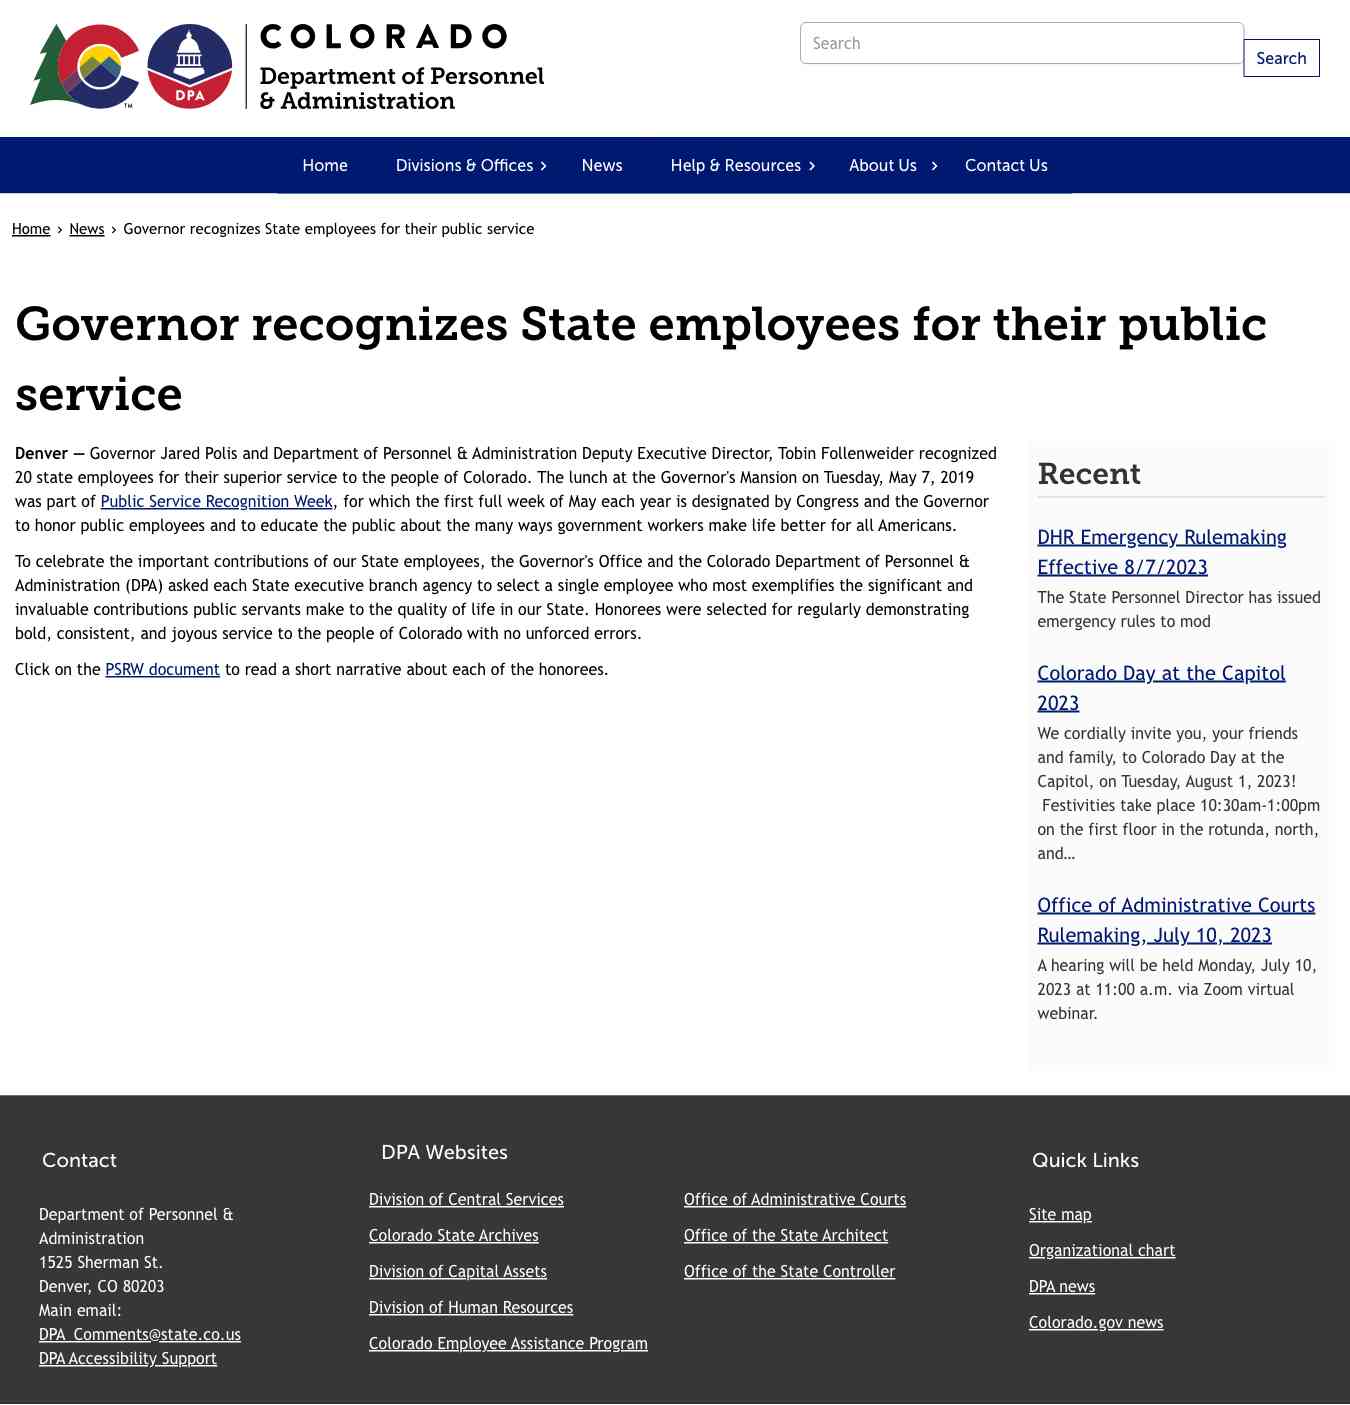 COLORADO
Department of Personnel
& Administration
DPA
TM
Search
Search
Home
Divisions & Offices ›
News
Help & Resources ›
About Us ›
Contact Us
Home › News › Governor recognizes State employees for their public service
Governor recognizes State employees for their public
service
Denver — Governor Jared Polis and Department of Personnel & Administration Deputy Executive Director, Tobin Follenweider recognized
20 state employees for their superior service to the people of Colorado. The lunch at the Governor's Mansion on Tuesday, May 7, 2019
was part of Public Service Recognition Week, for which the first full week of May each year is designated by Congress and the Governor
to honor public employees and to educate the public about the many ways government workers make life better for all Americans.
To celebrate the important contributions of our State employees, the Governor's Office and the Colorado Department of Personnel &
Administration (DPA) asked each State executive branch agency to select a single employee who most exemplifies the significant and
invaluable contributions public servants make to the quality of life in our State. Honorees were selected for regularly demonstrating
bold, consistent, and joyous service to the people of Colorado with no unforced errors.
Click on the PSRW document to read a short narrative about each of the honorees.
Recent
DHR Emergency Rulemaking
Effective 8/7/2023
The State Personnel Director has issued
emergency rules to mod
Colorado Day at the Capitol
2023
We cordially invite you, your friends
and family, to Colorado Day at the
Capitol, on Tuesday, August 1, 2023!
Festivities take place 10:30am-1:00pm
on the first floor in the rotunda, north,
and…
Office of Administrative Courts
Rulemaking, July 10, 2023
A hearing will be held Monday, July 10,
2023 at 11:00 a.m. via Zoom virtual
webinar.
Contact
Department of Personnel &
Administration
1525 Sherman St.
Denver, CO 80203
Main email:
DPA_Comments@state.co.us
DPA Accessibility Support
DPA Websites
Division of Central Services
Colorado State Archives
Division of Capital Assets
Division of Human Resources
Colorado Employee Assistance Program
Office of Administrative Courts
Office of the State Architect
Office of the State Controller
Quick Links
Site map
Organizational chart
DPA news
Colorado.gov news